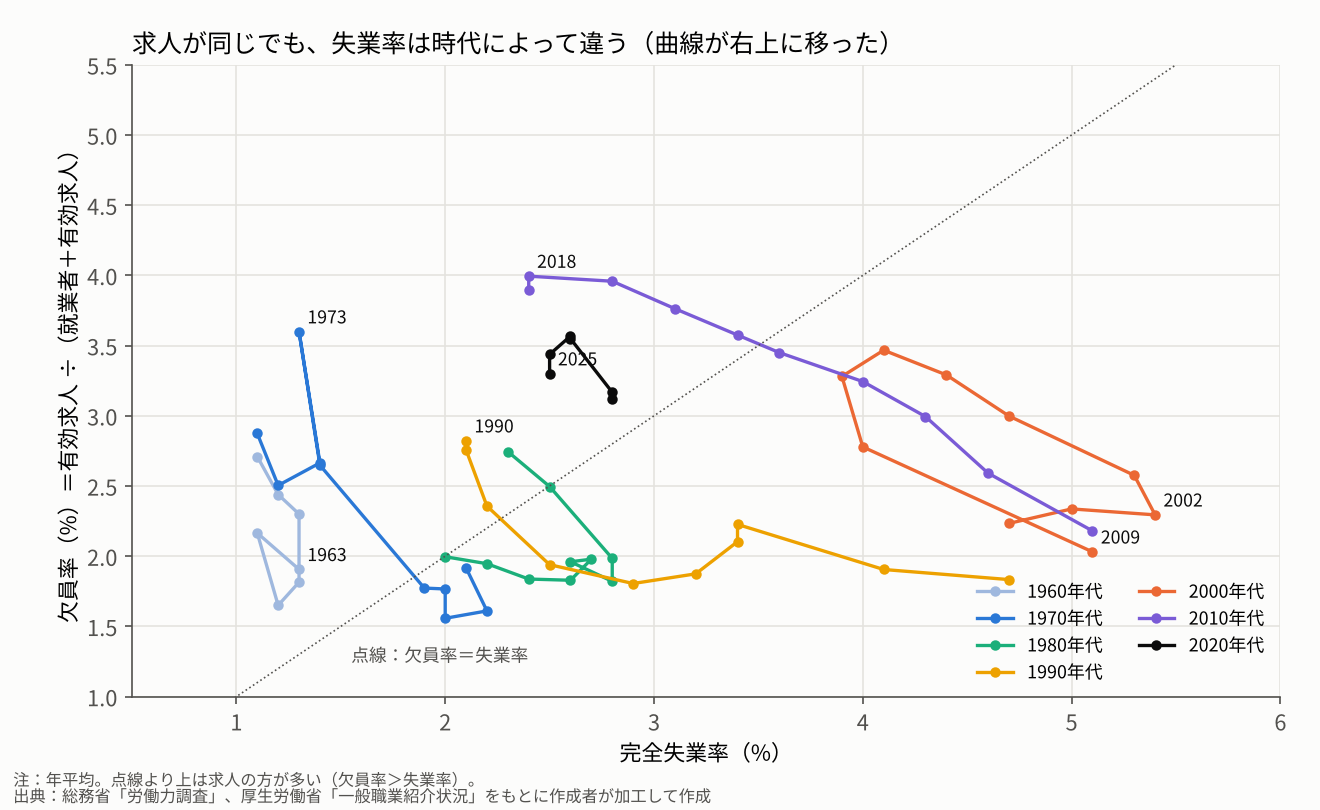 求人が同じでも、失業率は時代によって違う（曲線が右上に移った）
欠員率（%）＝有効求人 ÷（就業者＋有効求人）
5.5
5.0
4.5
4.0
3.5
3.0
2.5
2.0
1.5
1.0
2018
1973
2025
1990
2002
2009
1963
点線：欠員率＝失業率
1960年代
1970年代
1980年代
1990年代
2000年代
2010年代
2020年代
1
2
3
4
5
6
完全失業率（%）
注：年平均。点線より上は求人の方が多い（欠員率＞失業率）。
出典：総務省「労働力調査」、厚生労働省「一般職業紹介状況」をもとに作成者が加工して作成